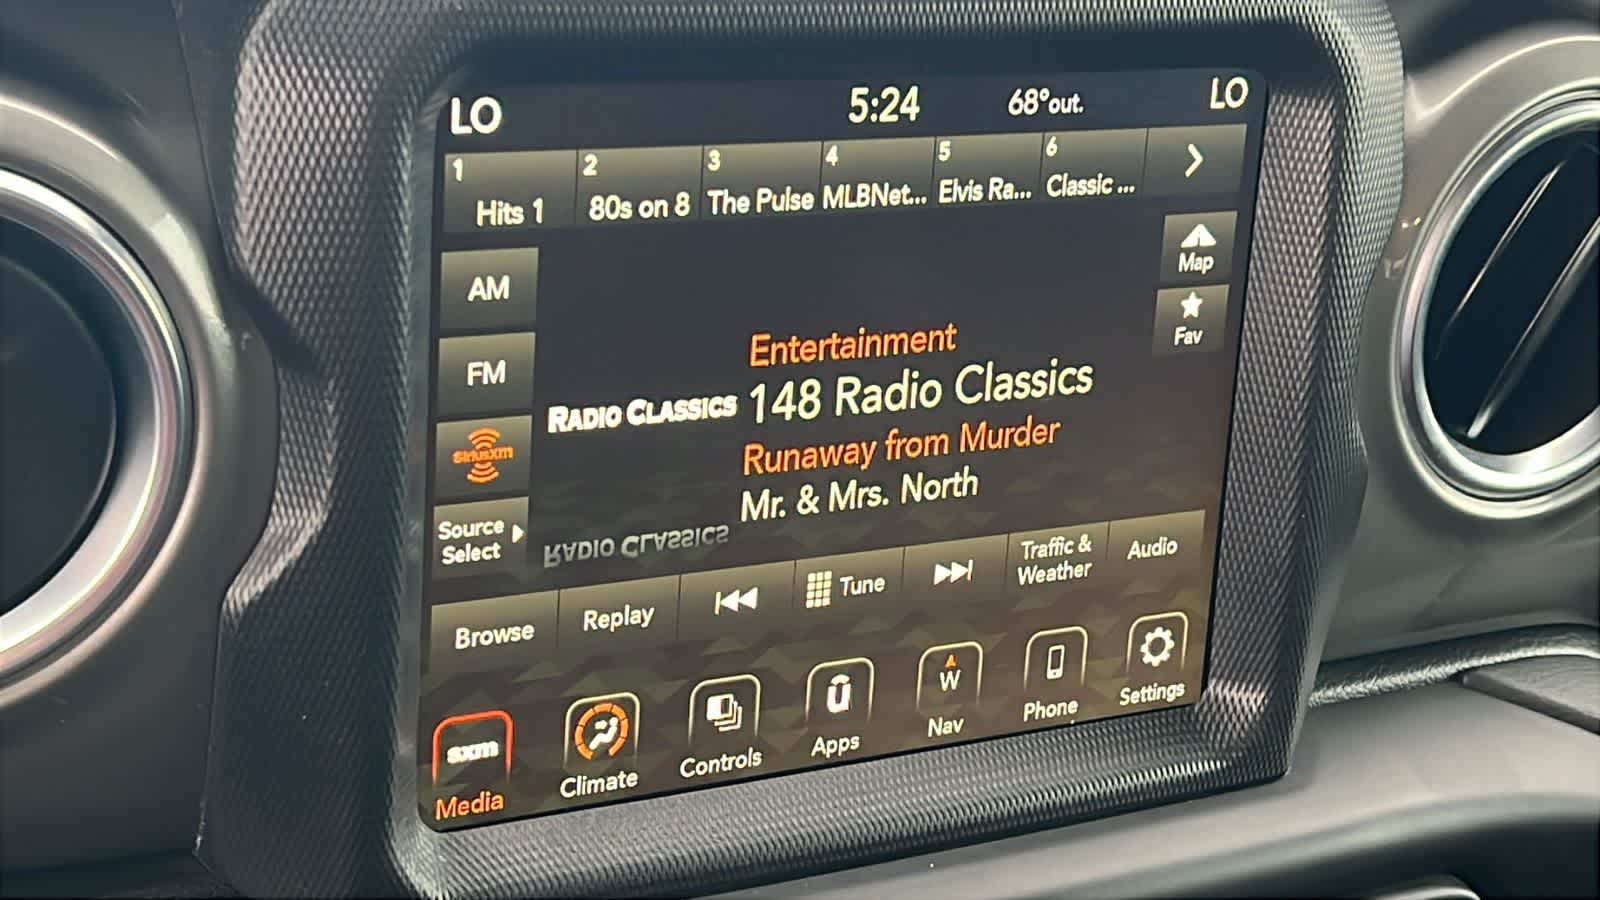 LO 5:24 68°out. LO
1 2 3 4 5 6
Hits 1 80s on 8 The Pulse MLBNet... Elvis Ra... Classic ...
Map
AM
Fav
Entertainment
FM
RADIO CLASSICS 148 Radio Classics
SiriusXM
Runaway from Murder
Mr. & Mrs. North
Source
Select
RADIO CLASSICS
Browse Replay Tune Traffic &
Weather Audio
sxm W
Media Climate Controls Apps Nav Phone Settings